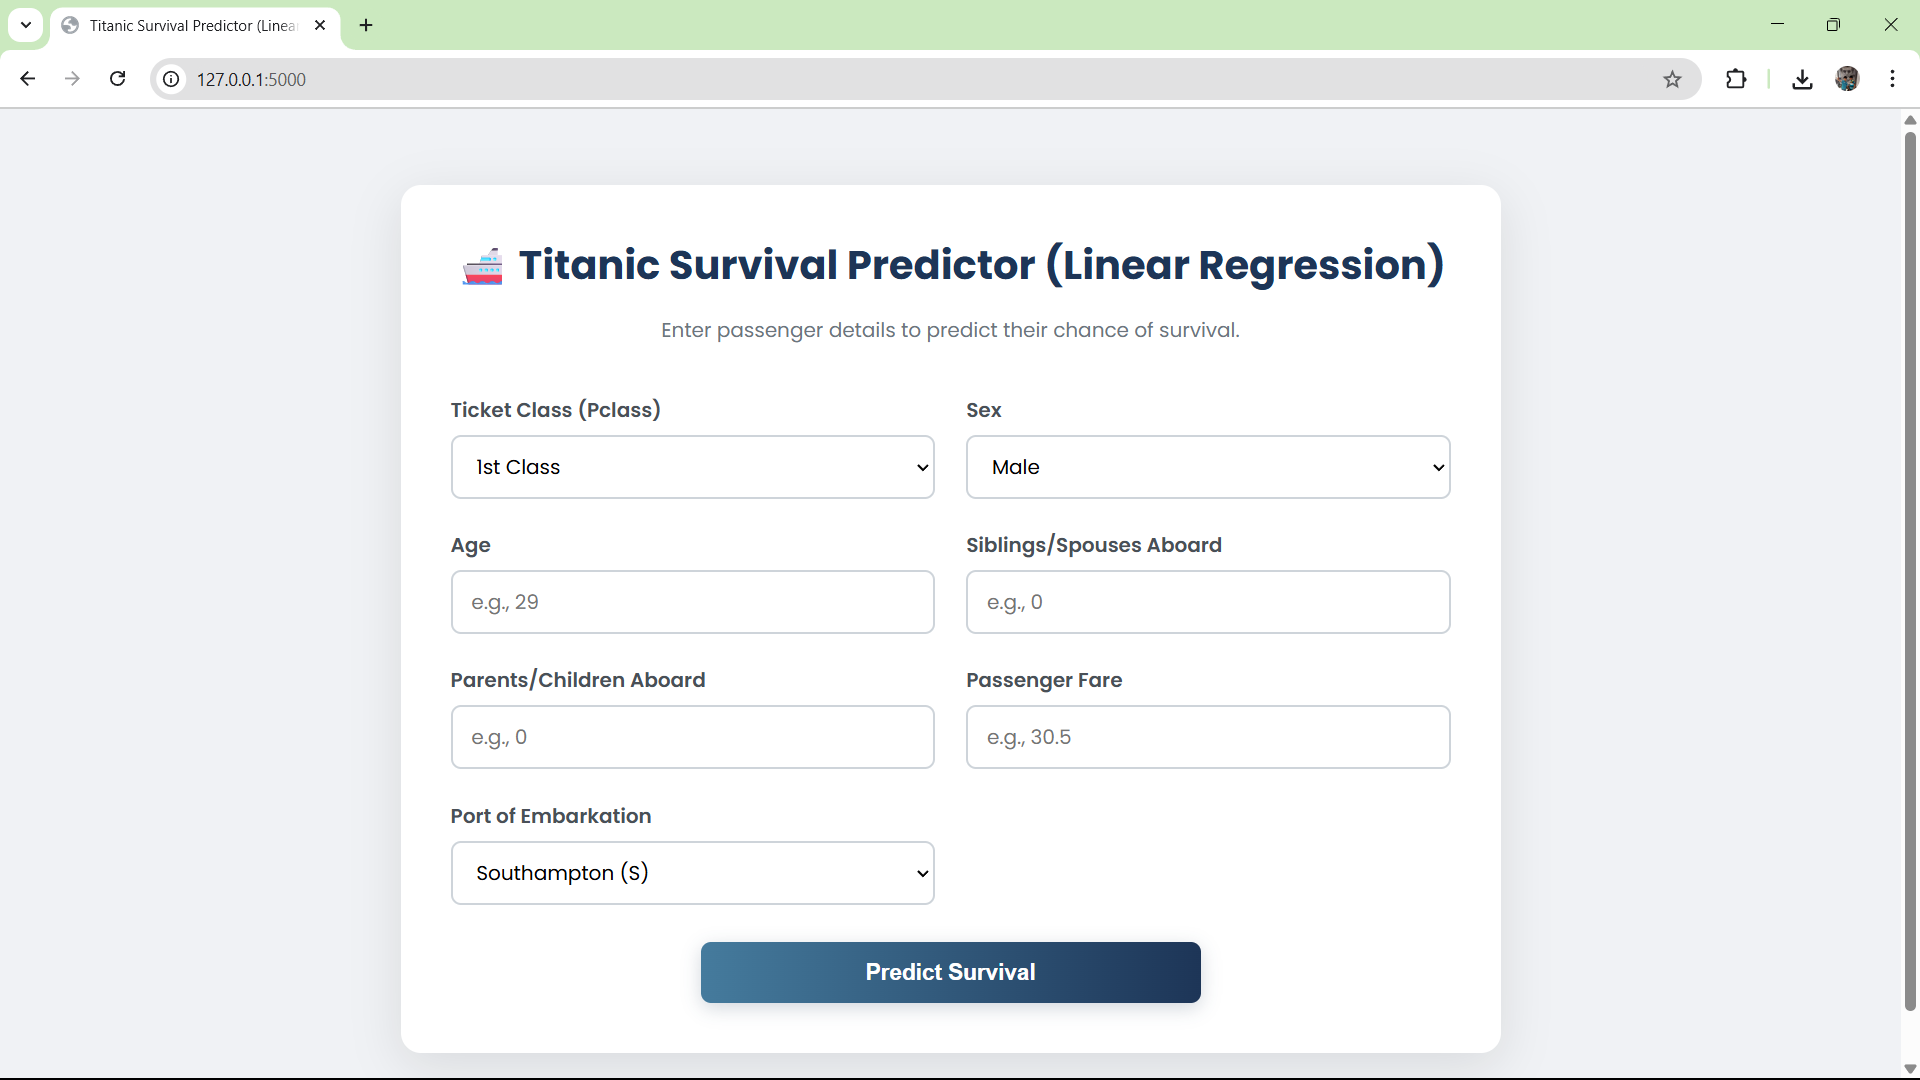 Titanic Survival Predictor (Linea
127.0.0.1:5000
Titanic Survival Predictor (Linear Regression)
Enter passenger details to predict their chance of survival.
Ticket Class (Pclass)
Sex
1st Class
Male
Age
Siblings/Spouses Aboard
e.g., 29
e.g., 0
Parents/Children Aboard
Passenger Fare
e.g., 0
e.g., 30.5
Port of Embarkation
Southampton (S)
Predict Survival